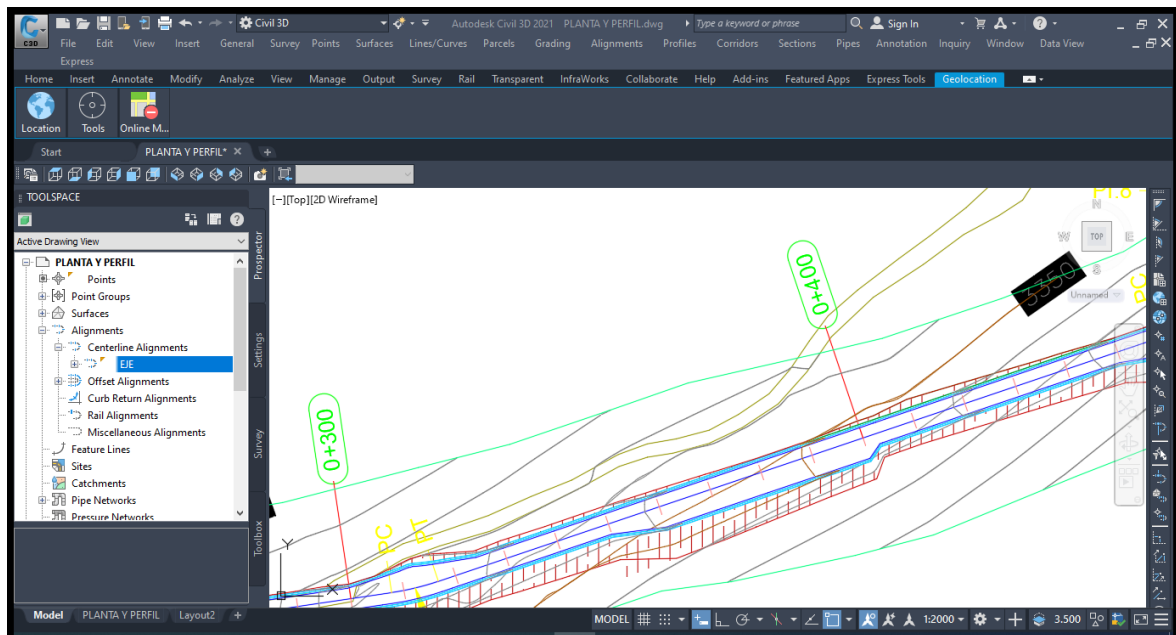 C3D
Civil 3D
Autodesk Civil 3D 2021 PLANTA Y PERFIL.dwg
Type a keyword or phrase
Sign In
File Edit View Insert General Survey Points Surfaces Lines/Curves Parcels Grading Alignments Profiles Corridors Sections Pipes Annotation Inquiry Window Data View
Express
Home Insert Annotate Modify Analyze View Manage Output Survey Rail Transparent InfraWorks Collaborate Help Add-ins Featured Apps Express Tools Geolocation
Location Tools Online M...
Start PLANTA Y PERFIL*
TOOLSPACE
Active Drawing View
PLANTA Y PERFIL
Points
Point Groups
Surfaces
Alignments
Centerline Alignments
EJE
Offset Alignments
Curb Return Alignments
Rail Alignments
Miscellaneous Alignments
Feature Lines
Sites
Catchments
Pipe Networks
Pressure Networks
Prospector
Settings
Survey
Toolbox
[−][Top][2D Wireframe]
0+300
0+400
PC
PT
Y
X
3350
PI.8
PC
N
W TOP E
S
Unnamed
Model PLANTA Y PERFIL Layout2 +
MODEL 1:2000 3.500